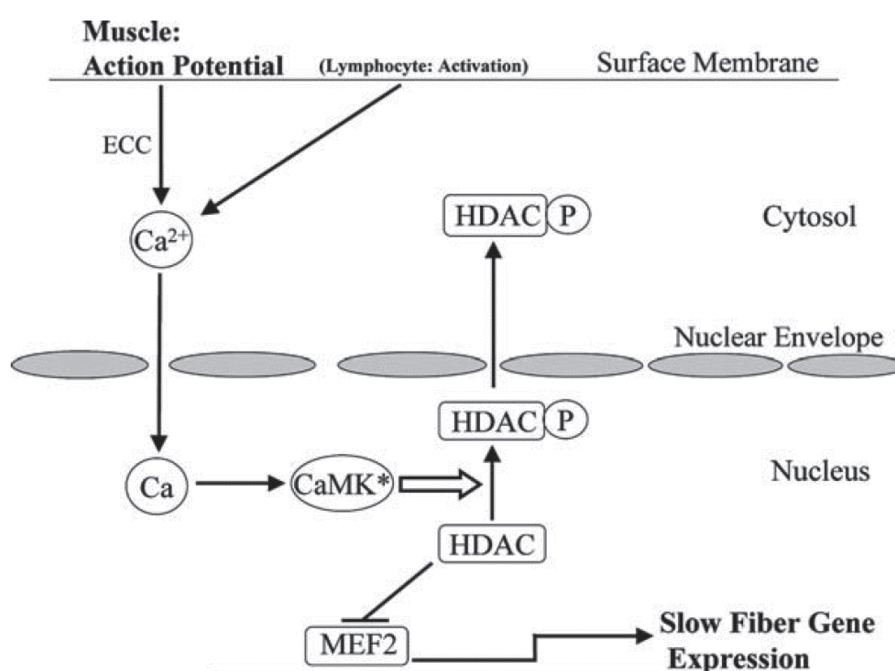 Muscle:
Action Potential (Lymphocyte: Activation) Surface Membrane
ECC
HDAC P Cytosol
Ca²⁺
Nuclear Envelope
HDAC P
Ca CaMK* Nucleus
HDAC
MEF2 Slow Fiber Gene
Expression